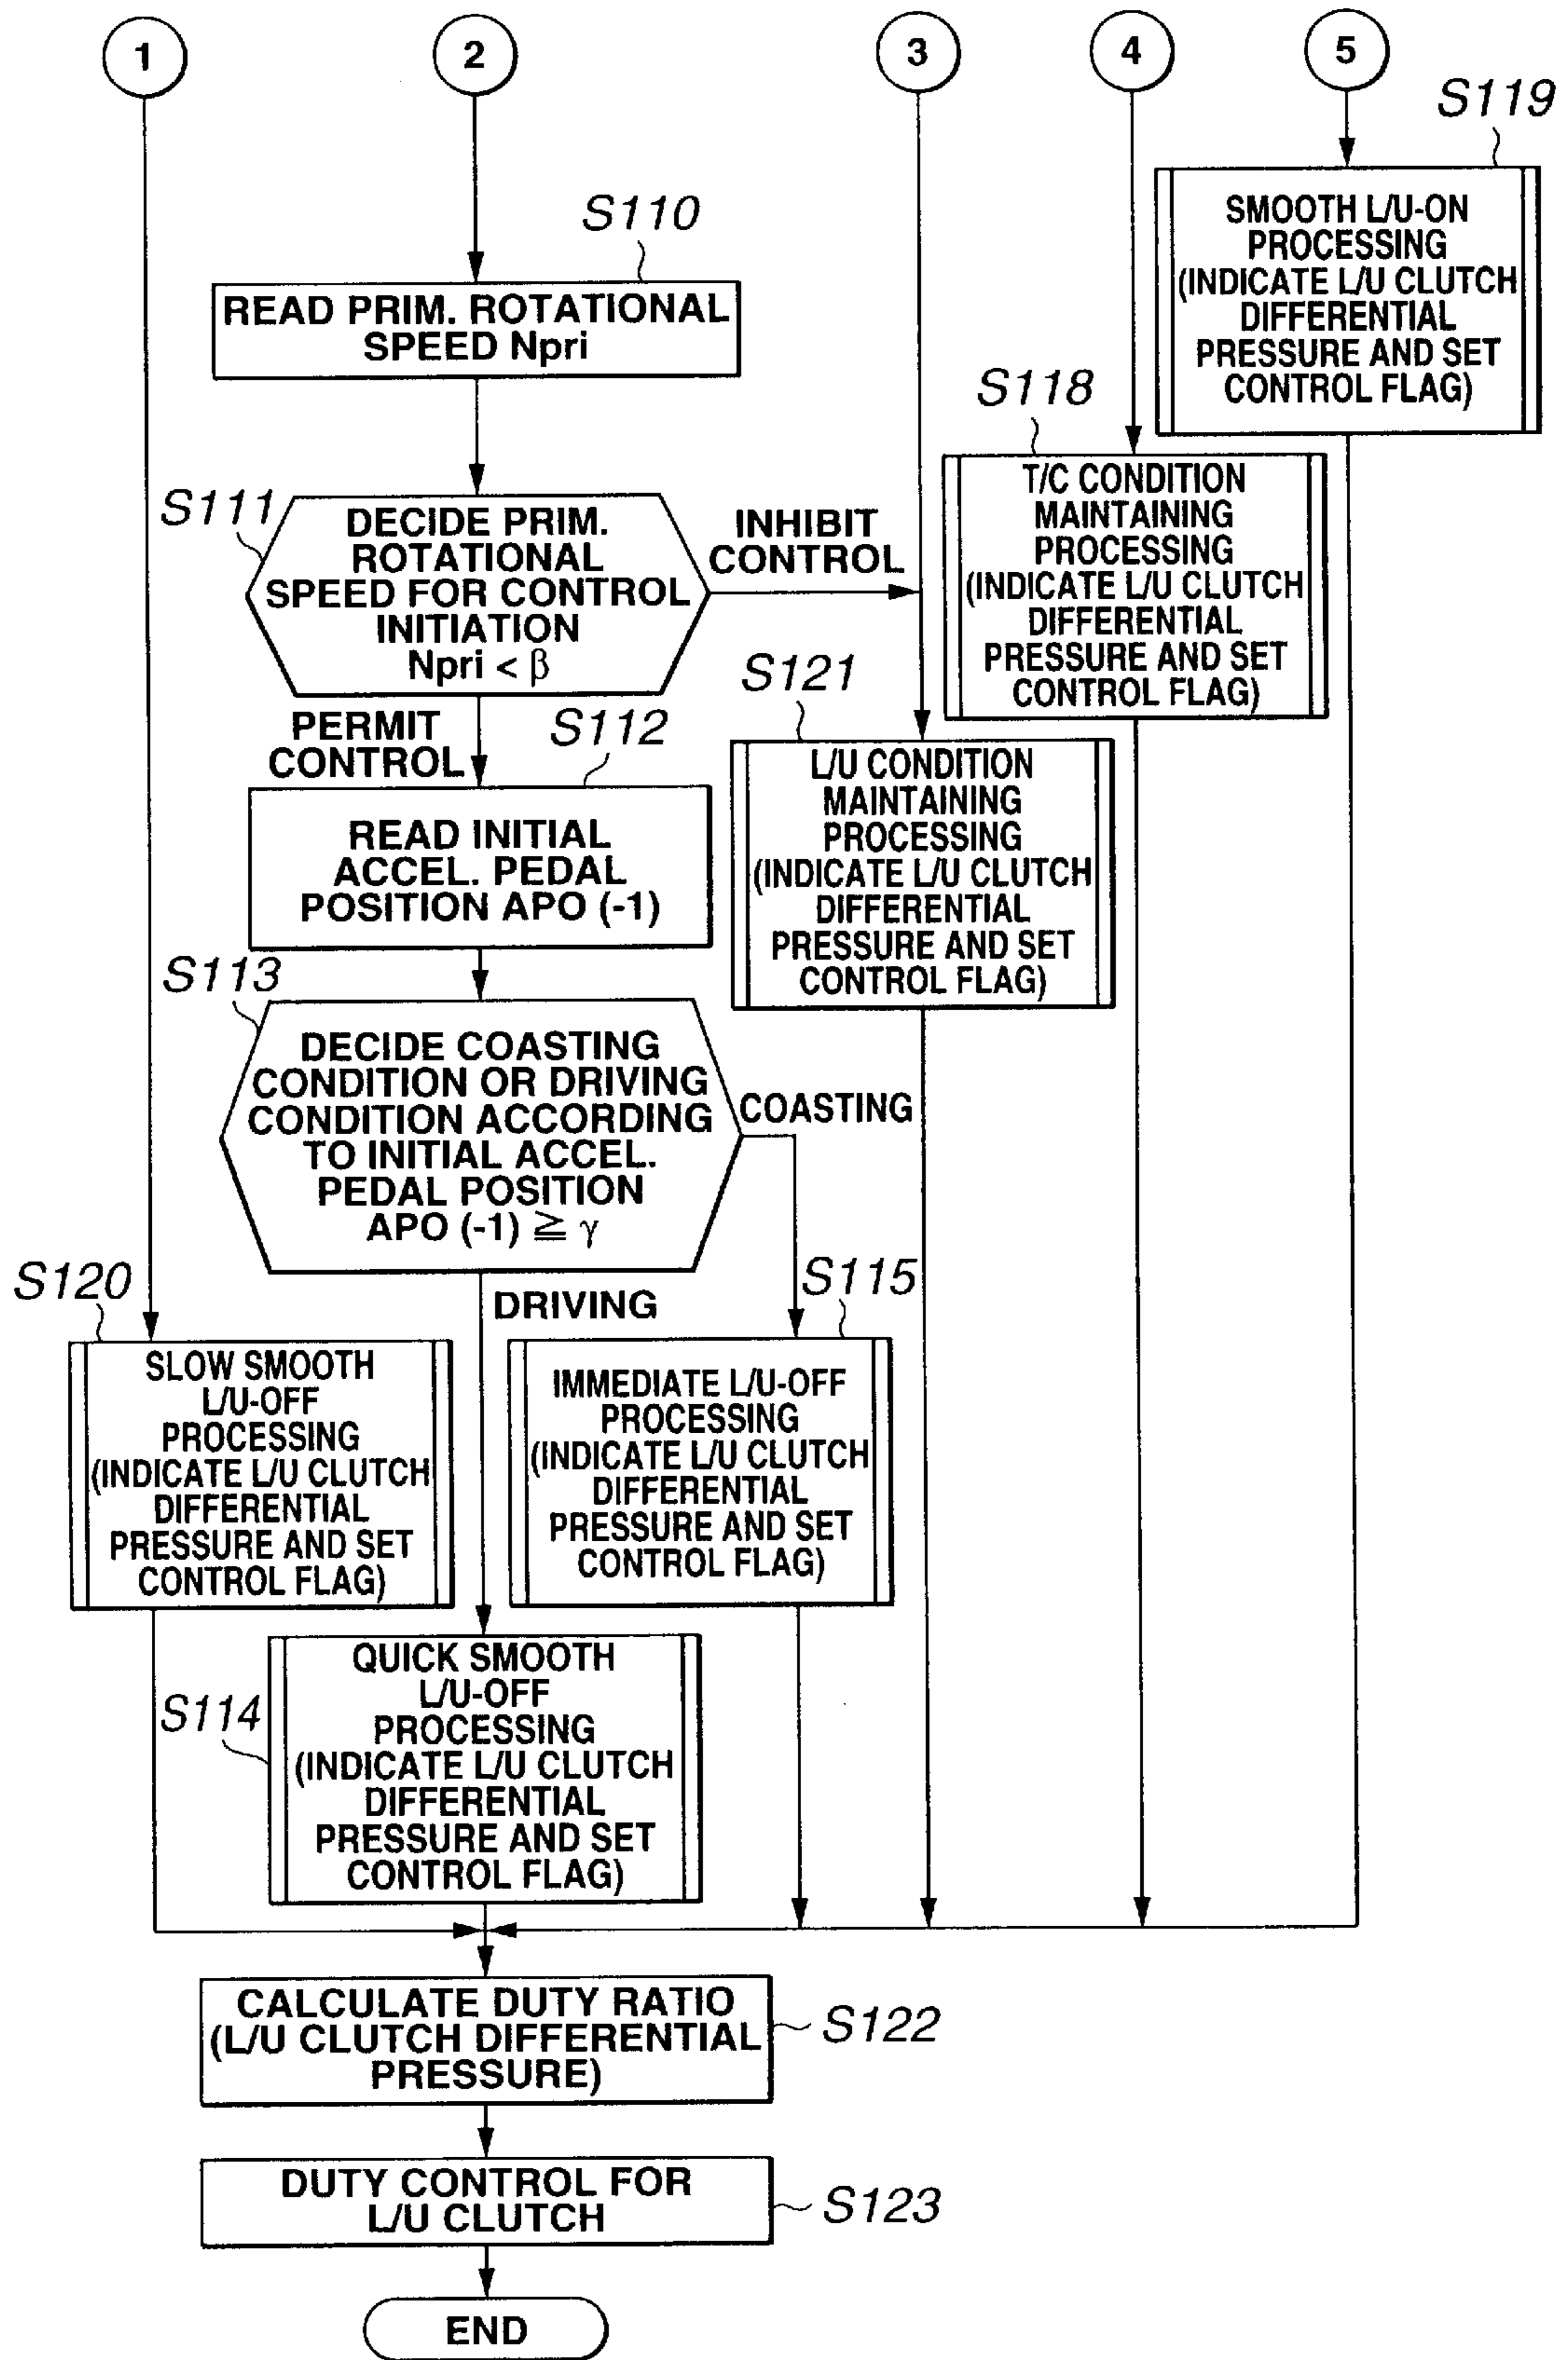 1
2
3
4
5
S119
SMOOTH L/U-ON
PROCESSING
(INDICATE L/U CLUTCH
DIFFERENTIAL
PRESSURE AND SET
CONTROL FLAG)
S110
READ PRIM. ROTATIONAL
SPEED Npri
S118
T/C CONDITION
MAINTAINING
PROCESSING
(INDICATE L/U CLUTCH
DIFFERENTIAL
PRESSURE AND SET
CONTROL FLAG)
S111
DECIDE PRIM.
ROTATIONAL
SPEED FOR CONTROL
INITIATION
Npri < β
INHIBIT
CONTROL
PERMIT
CONTROL
S121
L/U CONDITION
MAINTAINING
PROCESSING
(INDICATE L/U CLUTCH
DIFFERENTIAL
PRESSURE AND SET
CONTROL FLAG)
S112
READ INITIAL
ACCEL. PEDAL
POSITION APO (-1)
S113
DECIDE COASTING
CONDITION OR DRIVING
CONDITION ACCORDING
TO INITIAL ACCEL.
PEDAL POSITION
APO (-1) ≧ γ
COASTING
DRIVING
S120
SLOW SMOOTH
L/U-OFF
PROCESSING
(INDICATE L/U CLUTCH
DIFFERENTIAL
PRESSURE AND SET
CONTROL FLAG)
S115
IMMEDIATE L/U-OFF
PROCESSING
(INDICATE L/U CLUTCH
DIFFERENTIAL
PRESSURE AND SET
CONTROL FLAG)
S114
QUICK SMOOTH
L/U-OFF
PROCESSING
(INDICATE L/U CLUTCH
DIFFERENTIAL
PRESSURE AND SET
CONTROL FLAG)
CALCULATE DUTY RATIO
(L/U CLUTCH DIFFERENTIAL
PRESSURE)
S122
DUTY CONTROL FOR
L/U CLUTCH
S123
END